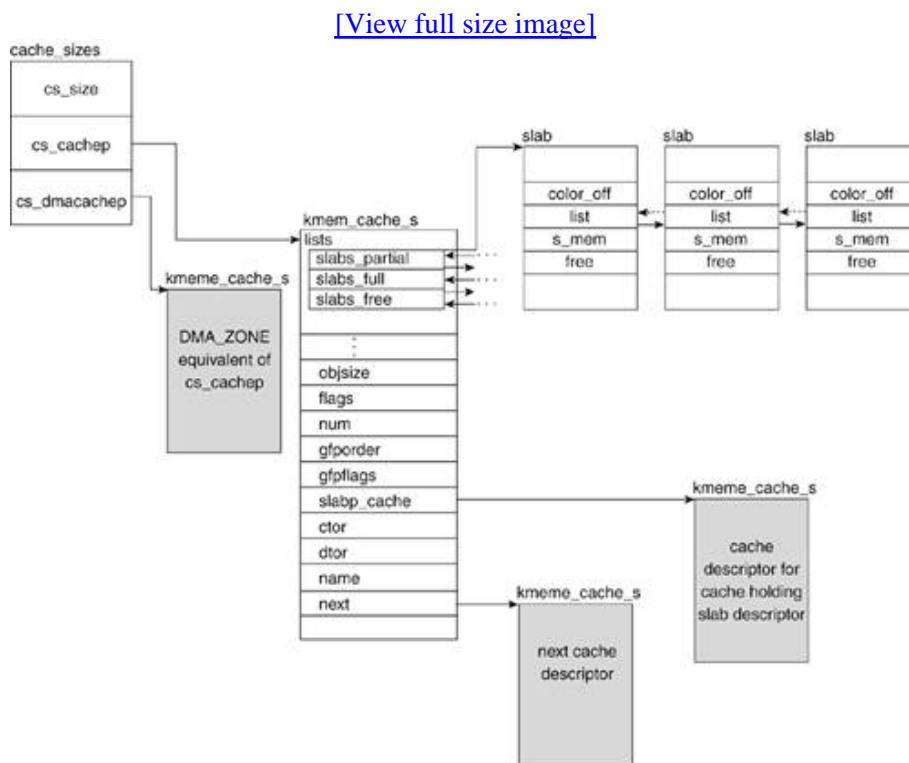 [View full size image]
cache_sizes
cs_size
cs_cachep
cs_dmacachep
kmeme_cache_s
DMA_ZONE
equivalent of
cs_cachep
kmem_cache_s
lists
slabs_partial
slabs_full
slabs_free
objsize
flags
num
gfporder
gfpflags
slabp_cache
ctor
dtor
name
next
slab
color_off
list
s_mem
free
slab
color_off
list
s_mem
free
slab
color_off
list
s_mem
free
kmeme_cache_s
cache
descriptor for
cache holding
slab descriptor
kmeme_cache_s
next cache
descriptor